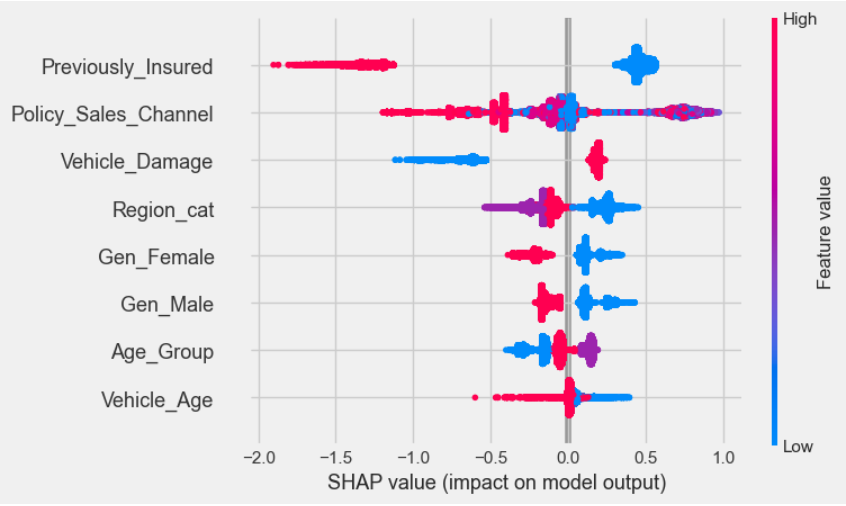 High
Previously_Insured
Policy_Sales_Channel
Vehicle_Damage
Region_cat
Gen_Female
Gen_Male
Age_Group
Vehicle_Age
Feature value
Low
−2.0 −1.5 −1.0 −0.5 0.0 0.5 1.0
SHAP value (impact on model output)